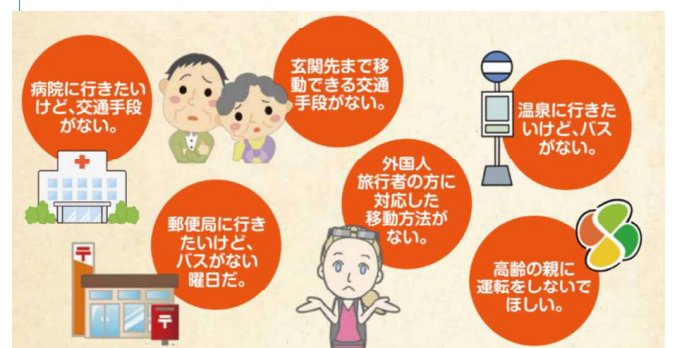 病院に行きたい
けど、交通手段
がない。
玄関先まで移
動できる交通
手段がない。
温泉に行きた
いけど、バス
がない。
郵便局に行き
たいけど、
バスがない
曜日だ。
外国人
旅行者の方に
対応した
移動方法が
ない。
高齢の親に
運転をしないで
ほしい。
〒
〒